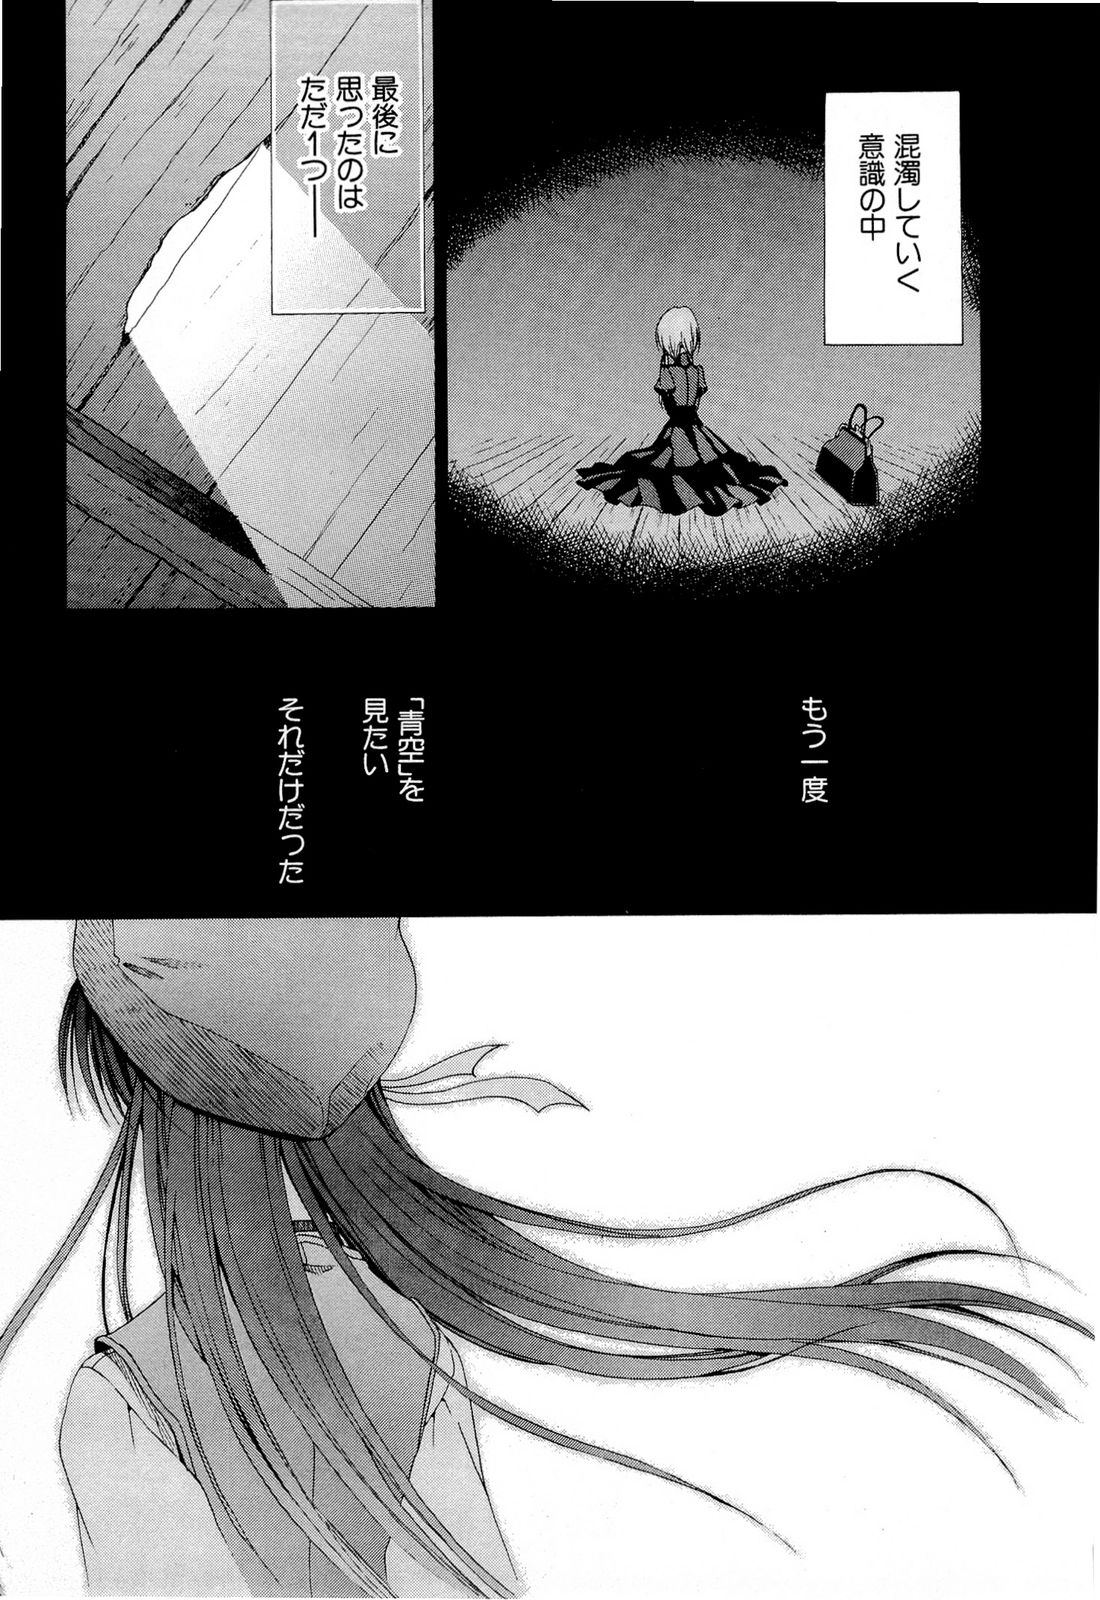 混濁していく
意識の中
最後に
思ったのは
ただ1つ――
もう一度
「青空」を
見たい
それだけだった